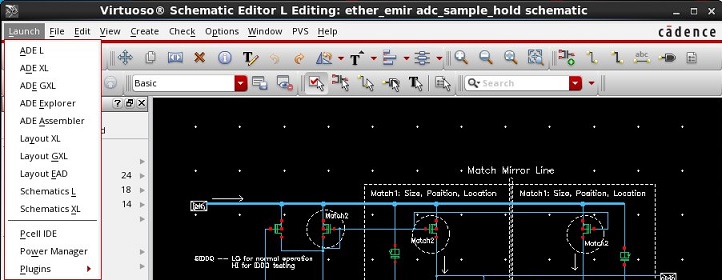 Virtuoso® Schematic Editor L Editing: ether_emir adc_sample_hold schematic
Launch File Edit View Create Check Options Window PVS Help
cādence
ADE L
ADE XL
ADE GXL
ADE Explorer
ADE Assembler
Layout XL
Layout GXL
Layout EAD
Schematics L
Schematics XL
Pcell IDE
Power Manager
Plugins
Basic
Search
24
18
14
Match Mirror Line
Match1: Size, Position, Location
Match1: Size, Position, Location
Match2
Match2
Match2
LO for normal operation
HI for IDDQ testing